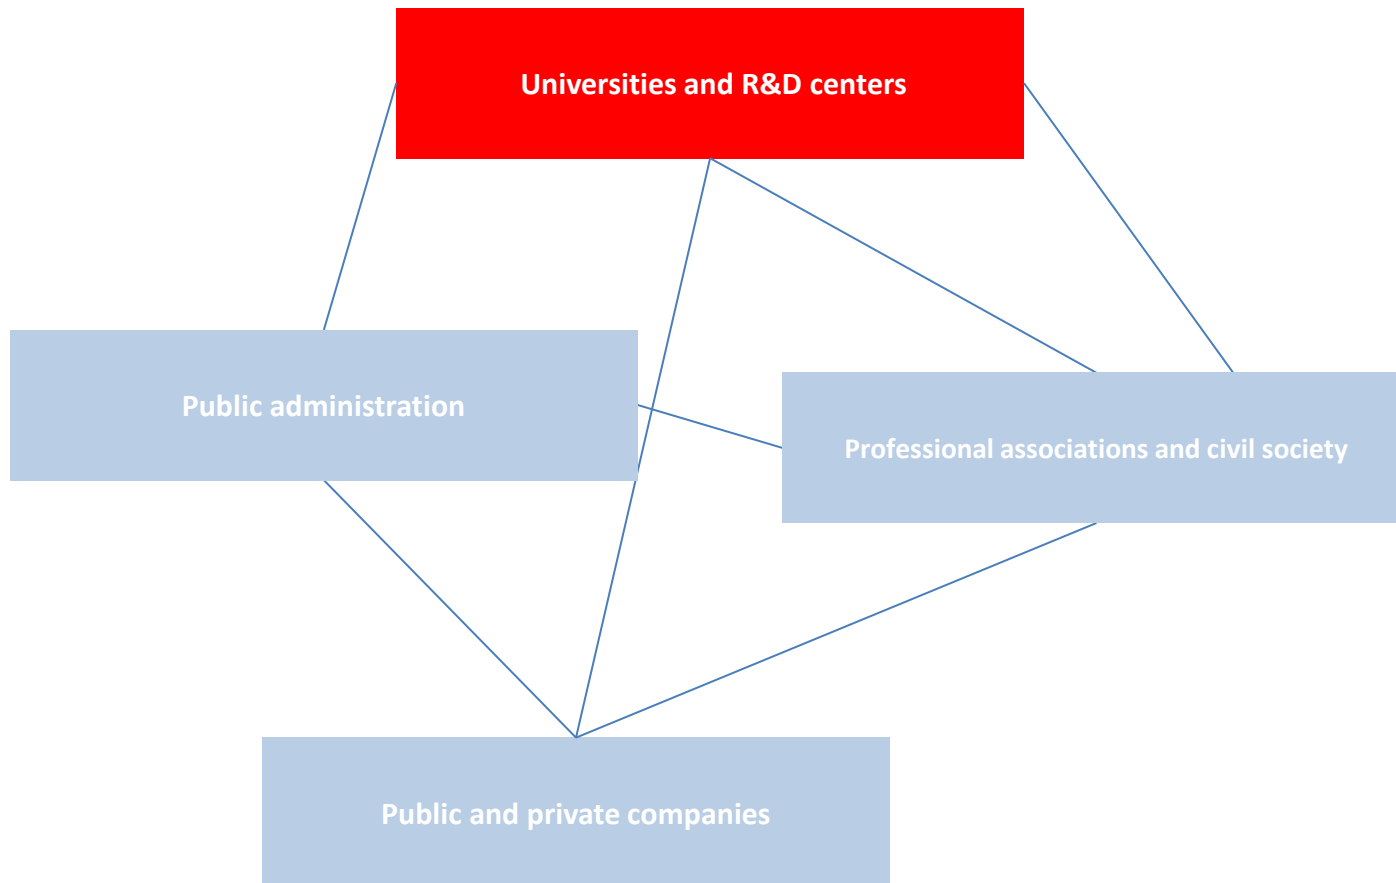 Universities and R&D centers
Public administration
Professional associations and civil society
Public and private companies